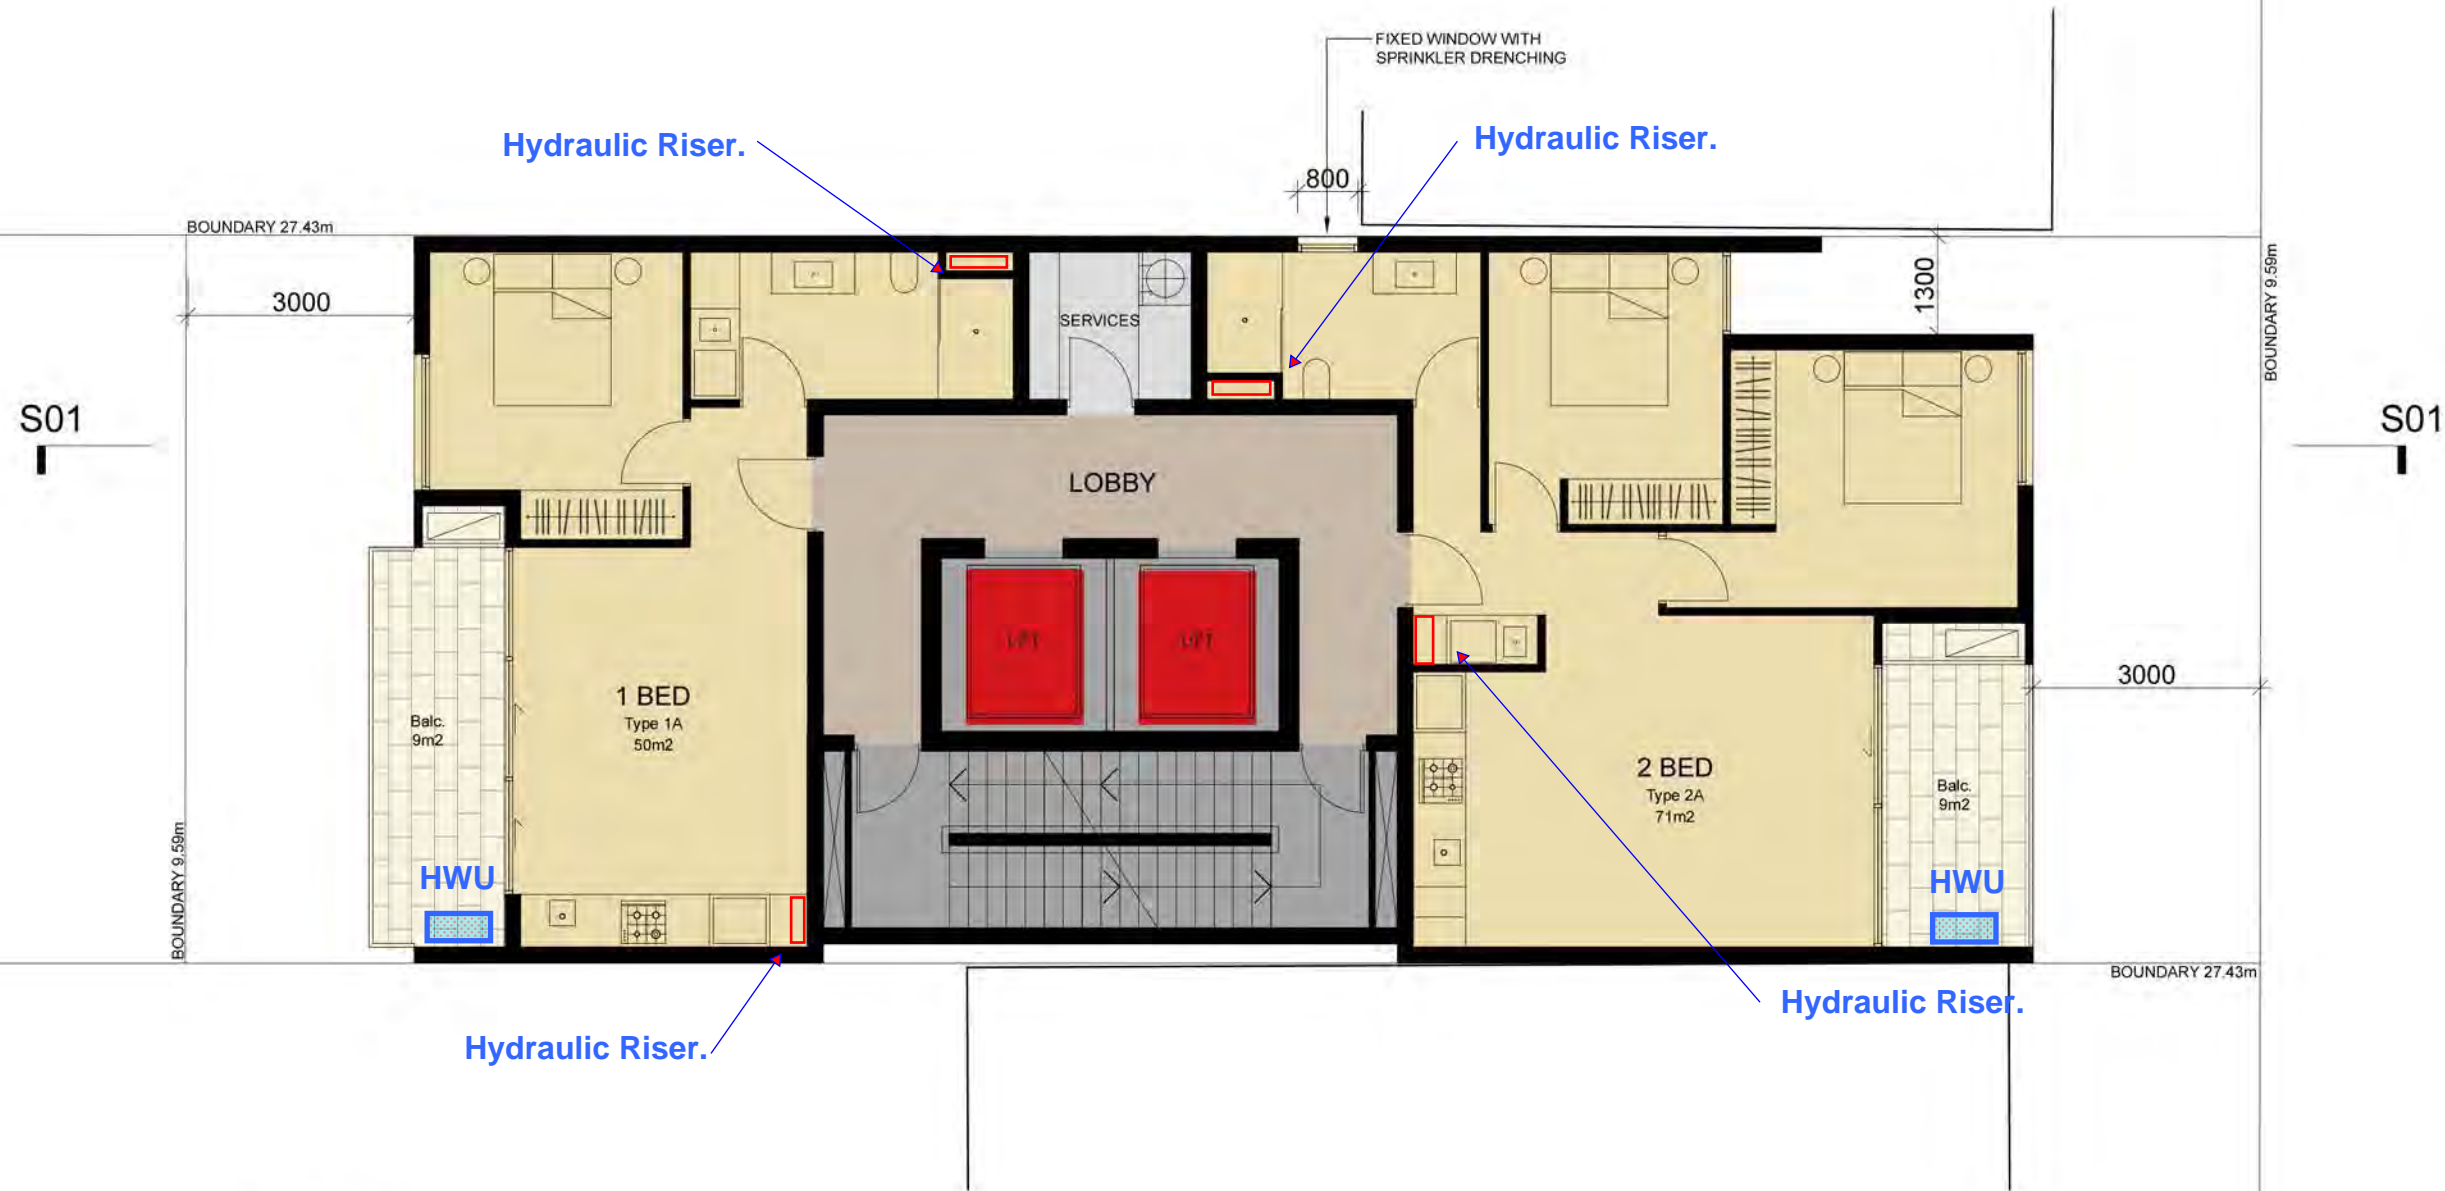 FIXED WINDOW WITH
SPRINKLER DRENCHING
Hydraulic Riser.
Hydraulic Riser.
800
BOUNDARY 27.43m
3000
1300
BOUNDARY 9.59m
SERVICES
S01
S01
LOBBY
LIFT
LIFT
1 BED
Type 1A
50m2
Balc.
9m2
3000
2 BED
Type 2A
71m2
Balc.
9m2
BOUNDARY 9.59m
HWU
HWU
BOUNDARY 27.43m
Hydraulic Riser.
Hydraulic Riser.